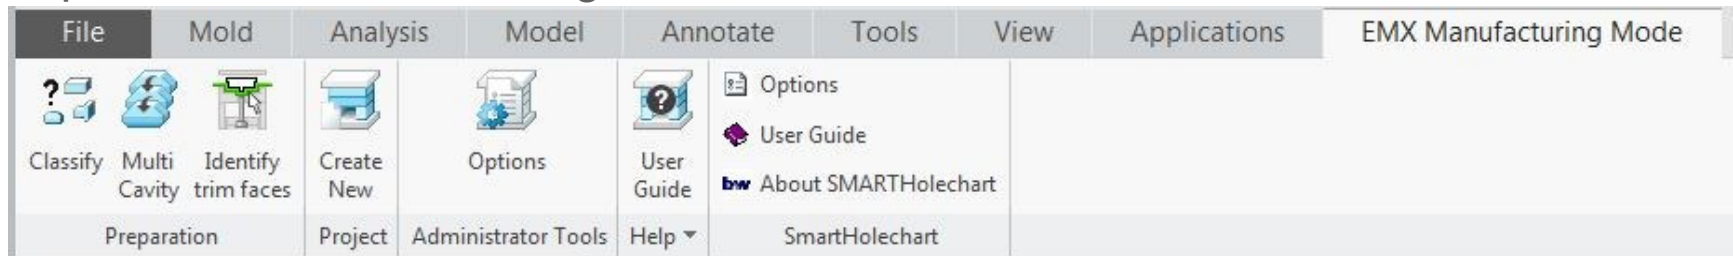 File Mold Analysis Model Annotate Tools View Applications EMX Manufacturing Mode
Classify Multi Cavity Identify trim faces
Create New
Options
User Guide
Options
User Guide
bw About SMARTHolechart
Preparation Project Administrator Tools Help SmartHolechart